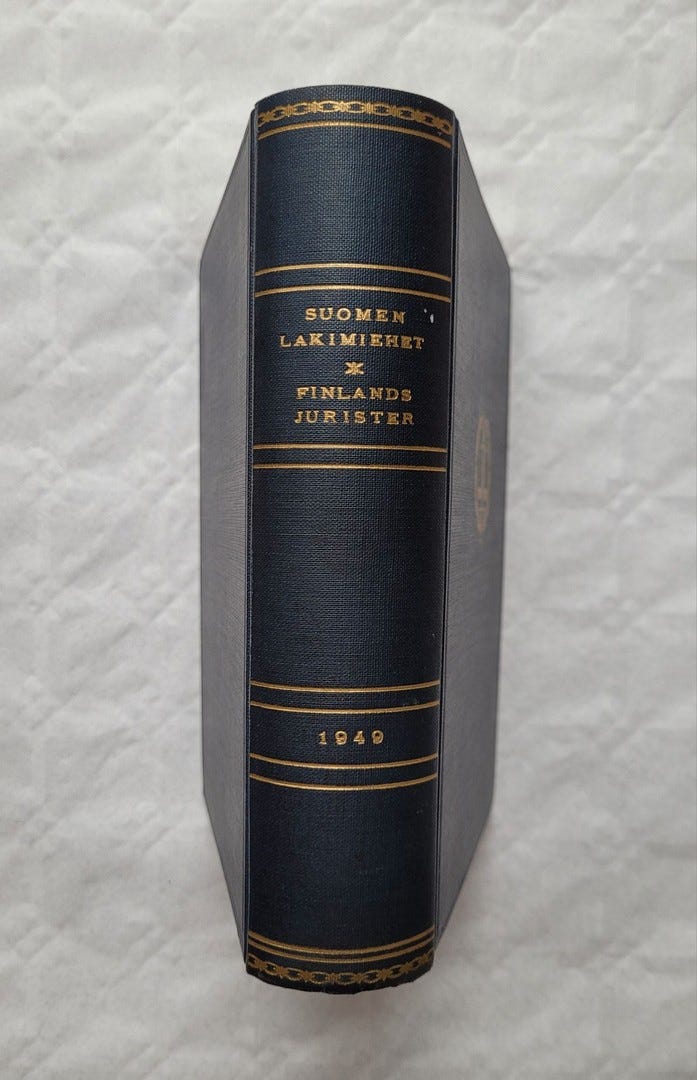 SUOMEN
LAKIMIEHET
FINLANDS
JURISTER
1949